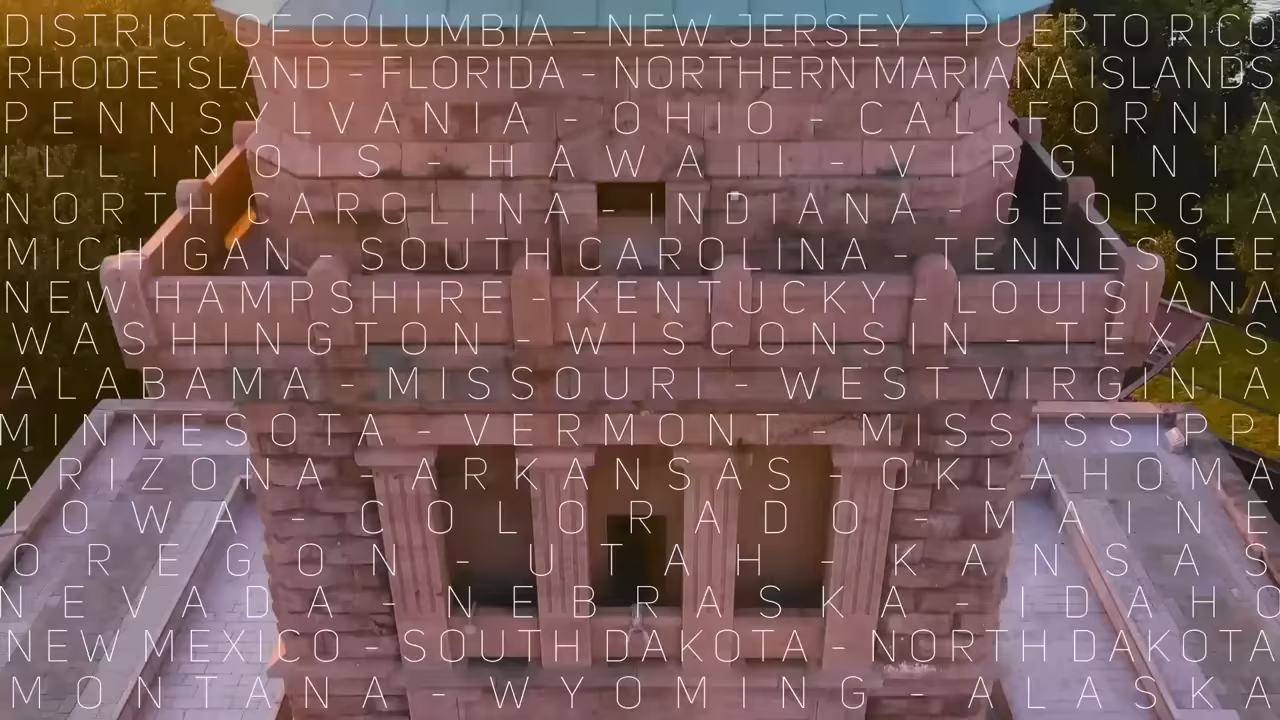 DISTRICT OF COLUMBIA - NEW JERSEY - PUERTO RICO
RHODE ISLAND - FLORIDA - NORTHERN MARIANA ISLANDS
PENNSYLVANIA - OHIO - CALIFORNIA
ILLINOIS - HAWAII - VIRGINIA
NORTH CAROLINA - INDIANA - GEORGIA
MICHIGAN - SOUTH CAROLINA - TENNESSEE
NEW HAMPSHIRE - KENTUCKY - LOUISIANA
WASHINGTON - WISCONSIN - TEXAS
ALABAMA - MISSOURI - WEST VIRGINIA
MINNESOTA - VERMONT - MISSISSIPPI
ARIZONA - ARKANSAS - OKLAHOMA
IOWA - COLORADO - MAINE
OREGON - UTAH - KANSAS
NEVADA - NEBRASKA - IDAHO
NEW MEXICO - SOUTH DAKOTA - NORTH DAKOTA
MONTANA - WYOMING - ALASKA